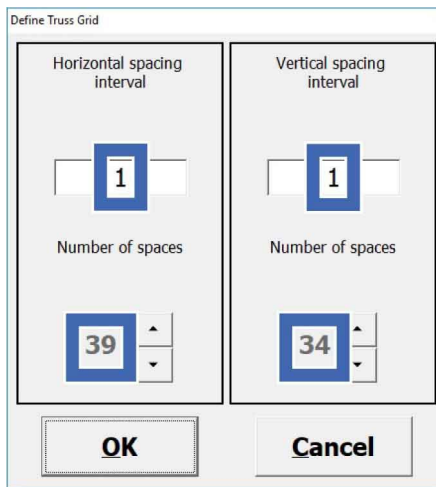 Define Truss Grid
Horizontal spacing
interval
1
Number of spaces
39
Vertical spacing
interval
1
Number of spaces
34
OK
Cancel